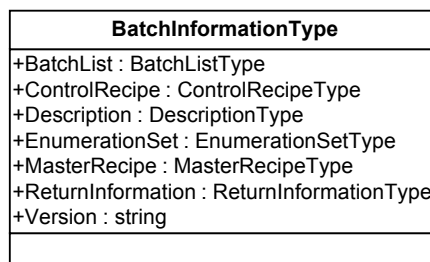 BatchInformationType
+BatchList : BatchListType
+ControlRecipe : ControlRecipeType
+Description : DescriptionType
+EnumerationSet : EnumerationSetType
+MasterRecipe : MasterRecipeType
+ReturnInformation : ReturnInformationType
+Version : string